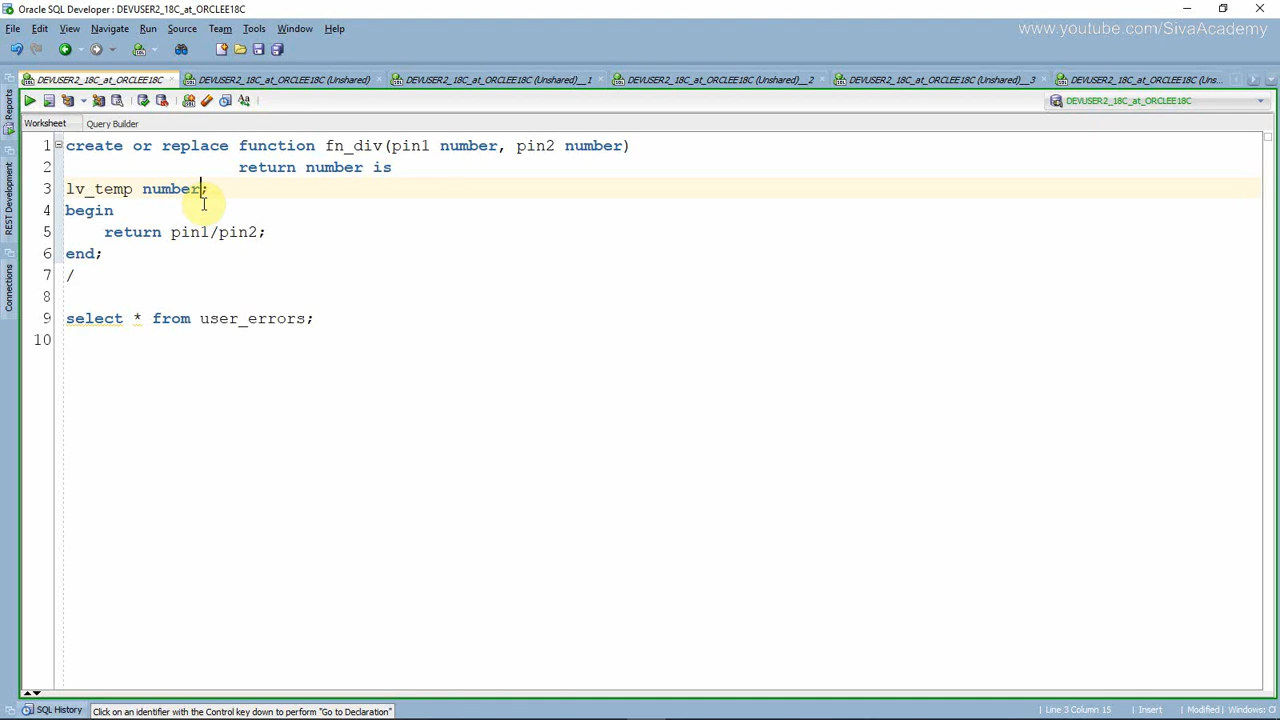 Oracle SQL Developer : DEVUSER2_18C_at_ORCLEE18C
File Edit View Navigate Run Source Team Tools Window Help
www.youtube.com/SivaAcademy
DEVUSER2_18C_at_ORCLEE18C
DEVUSER2_18C_at_ORCLEE18C (Unshared)
DEVUSER2_18C_at_ORCLEE18C (Unshared)__1
DEVUSER2_18C_at_ORCLEE18C (Unshared)__2
DEVUSER2_18C_at_ORCLEE18C (Unshared)__3
DEVUSER2_18C_at_ORCLEE18C (Uns...
DEVUSER2_18C_at_ORCLEE18C
Reports
REST Development
Connections
Worksheet Query Builder
1 create or replace function fn_div(pin1 number, pin2 number)
2 return number is
3 lv_temp number;
4 begin
5 return pin1/pin2;
6 end;
7 /
8
9 select * from user_errors;
10
SQL History Click on an identifier with the Control key down to perform "Go to Declaration"
Line 3 Column 15 Insert Modified Windows: